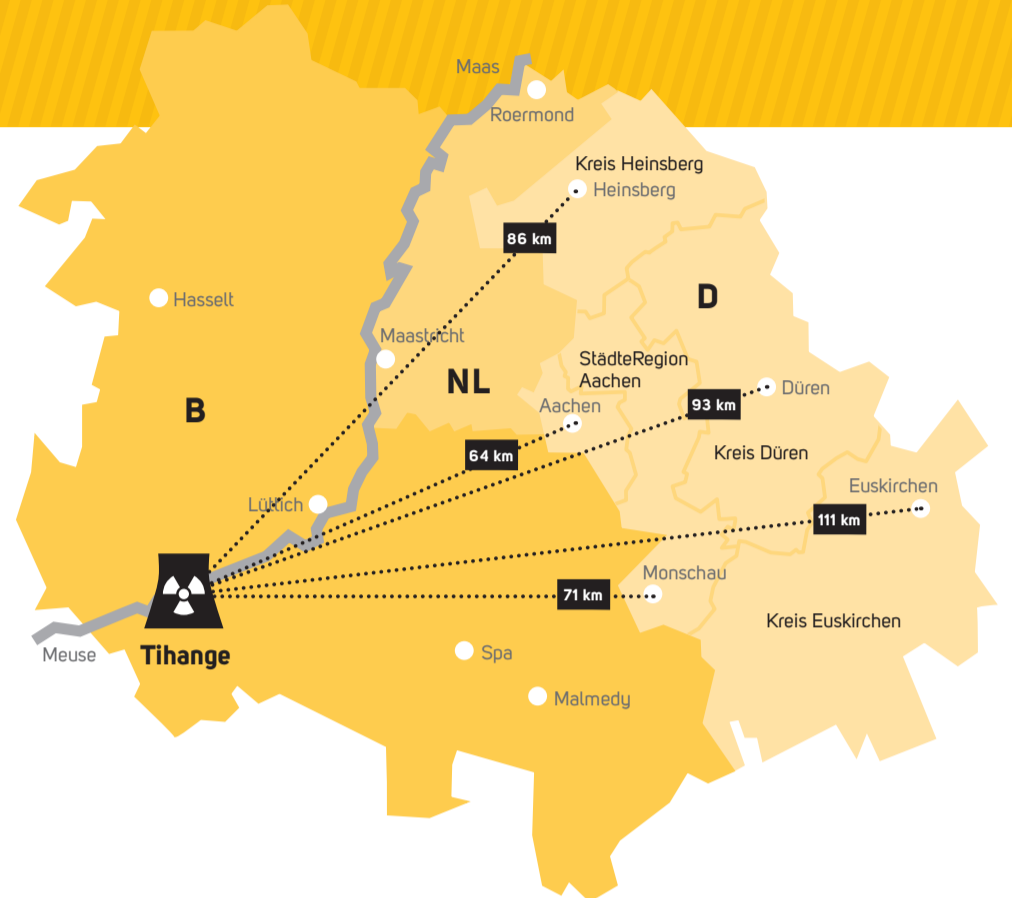 Maas
Roermond
Kreis Heinsberg
Heinsberg
86 km
Hasselt
D
Maastricht
StädteRegion
Aachen
NL
Düren
B
93 km
Aachen
64 km
Kreis Düren
Euskirchen
Lüttich
111 km
Monschau
71 km
Kreis Euskirchen
Meuse
Tihange
Spa
Malmedy